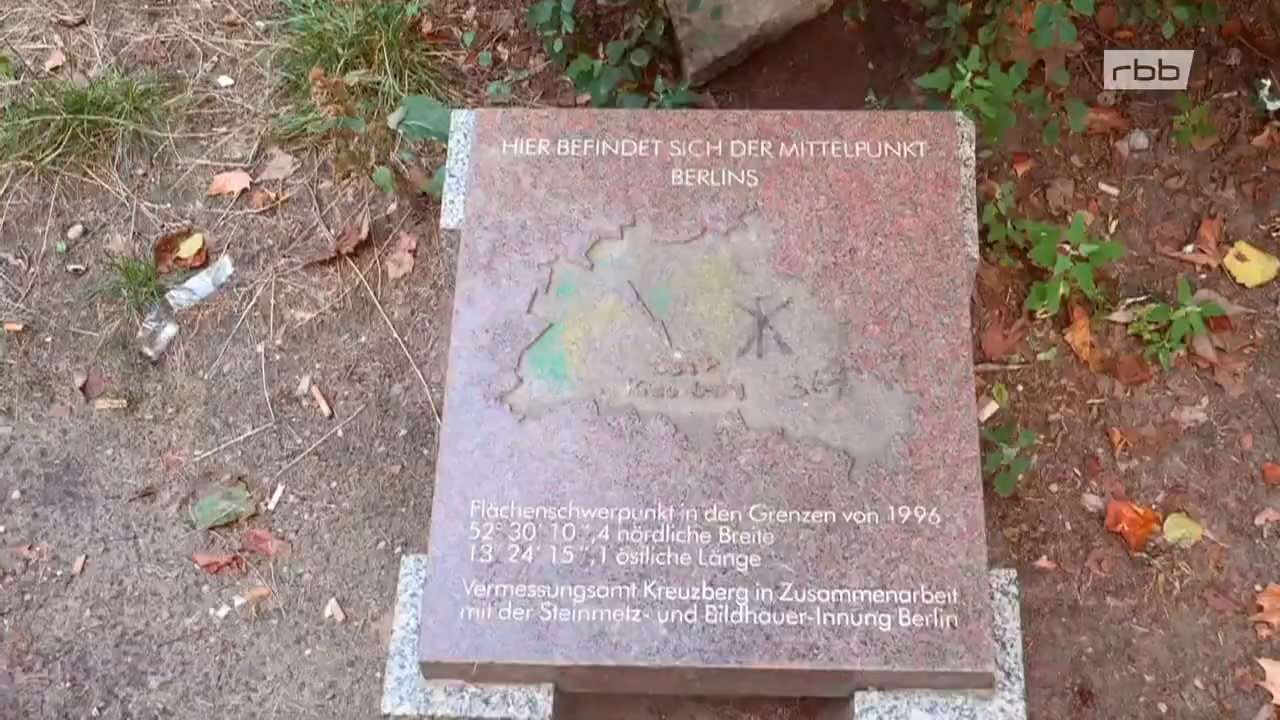 rbb
HIER BEFINDET SICH DER MITTELPUNKT
BERLINS
Flächenschwerpunkt in den Grenzen von 1996
52° 30' 10'',4 nördliche Breite
13° 24' 15'',1 östliche Länge
Vermessungsamt Kreuzberg in Zusammenarbeit
mit der Steinmetz- und Bildhauer-Innung Berlin